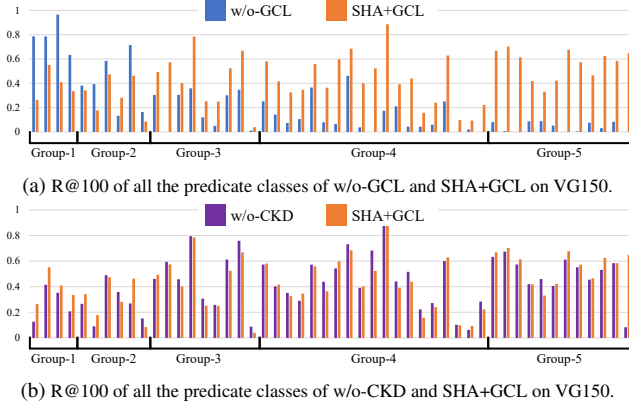 w/o-GCL SHA+GCL
1
0.8
0.6
0.4
0.2
0
Group-1 Group-2 Group-3 Group-4 Group-5
(a) R@100 of all the predicate classes of w/o-GCL and SHA+GCL on VG150.
w/o-CKD SHA+GCL
1
0.8
0.6
0.4
0.2
0
Group-1 Group-2 Group-3 Group-4 Group-5
(b) R@100 of all the predicate classes of w/o-CKD and SHA+GCL on VG150.